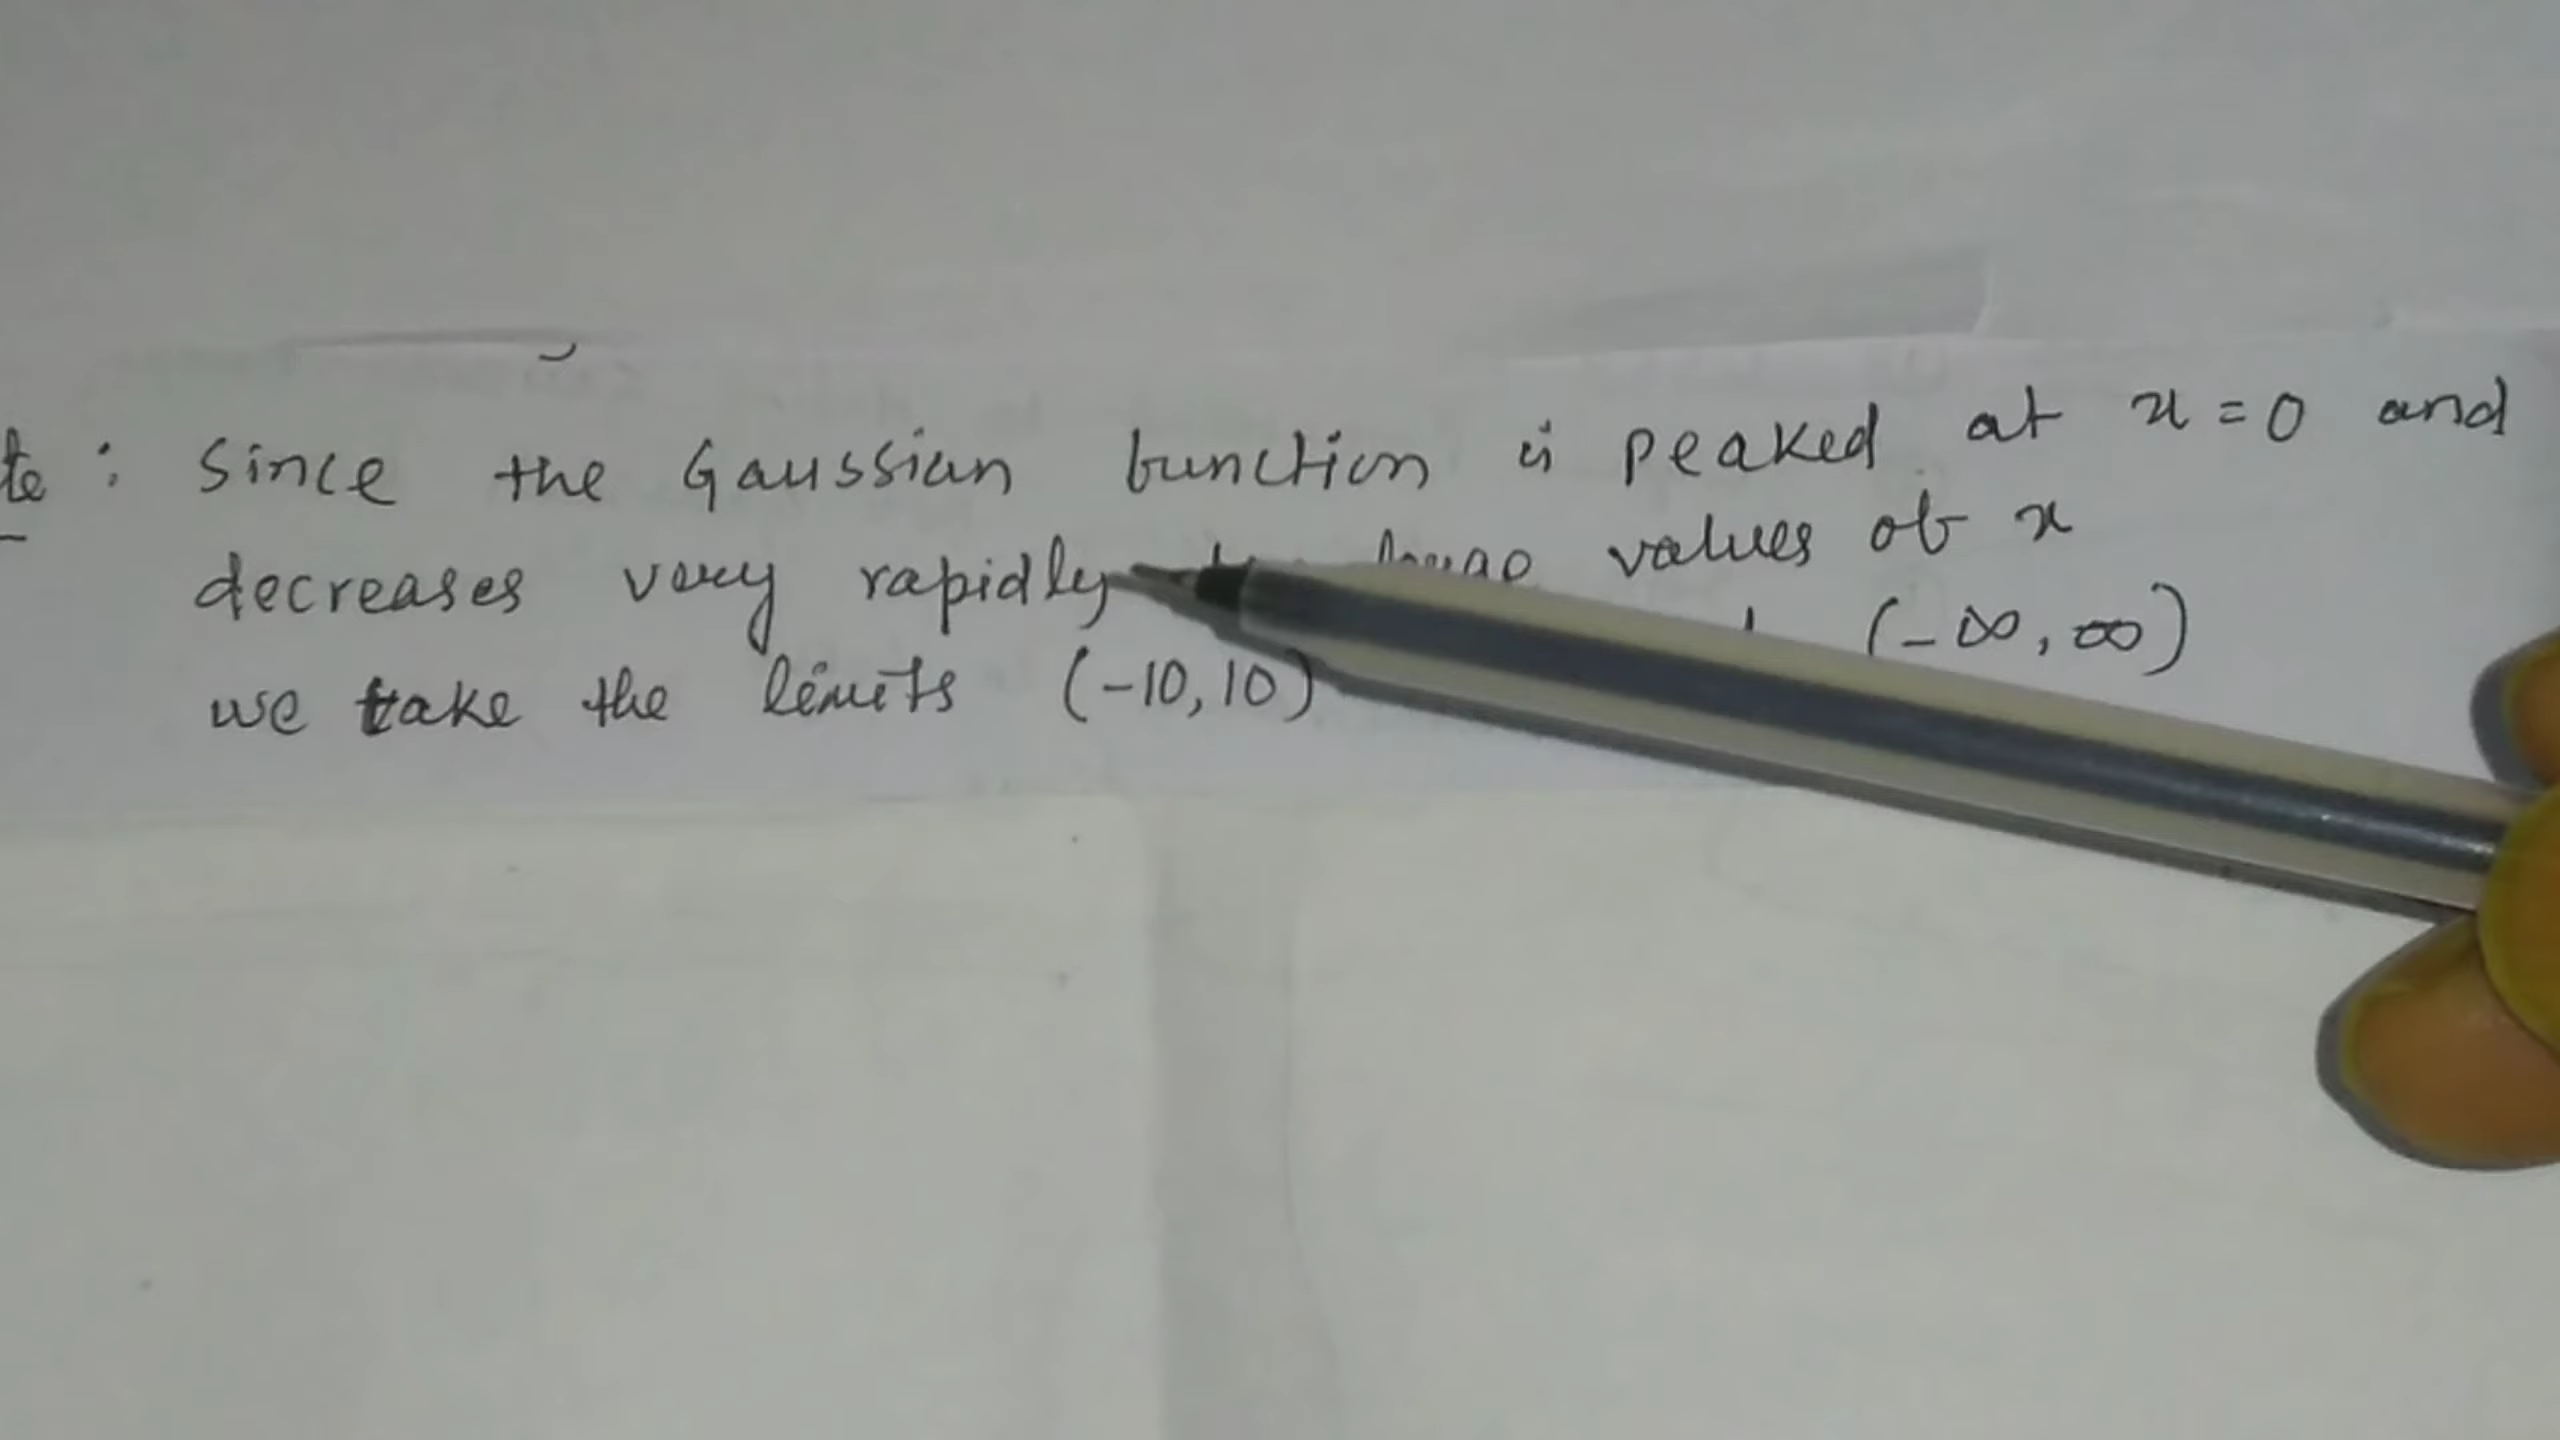 te : Since the Gaussian function is peaked at x = 0 and
decreases very rapidly large values of x
we take the limits (-10, 10) (-∞, ∞)